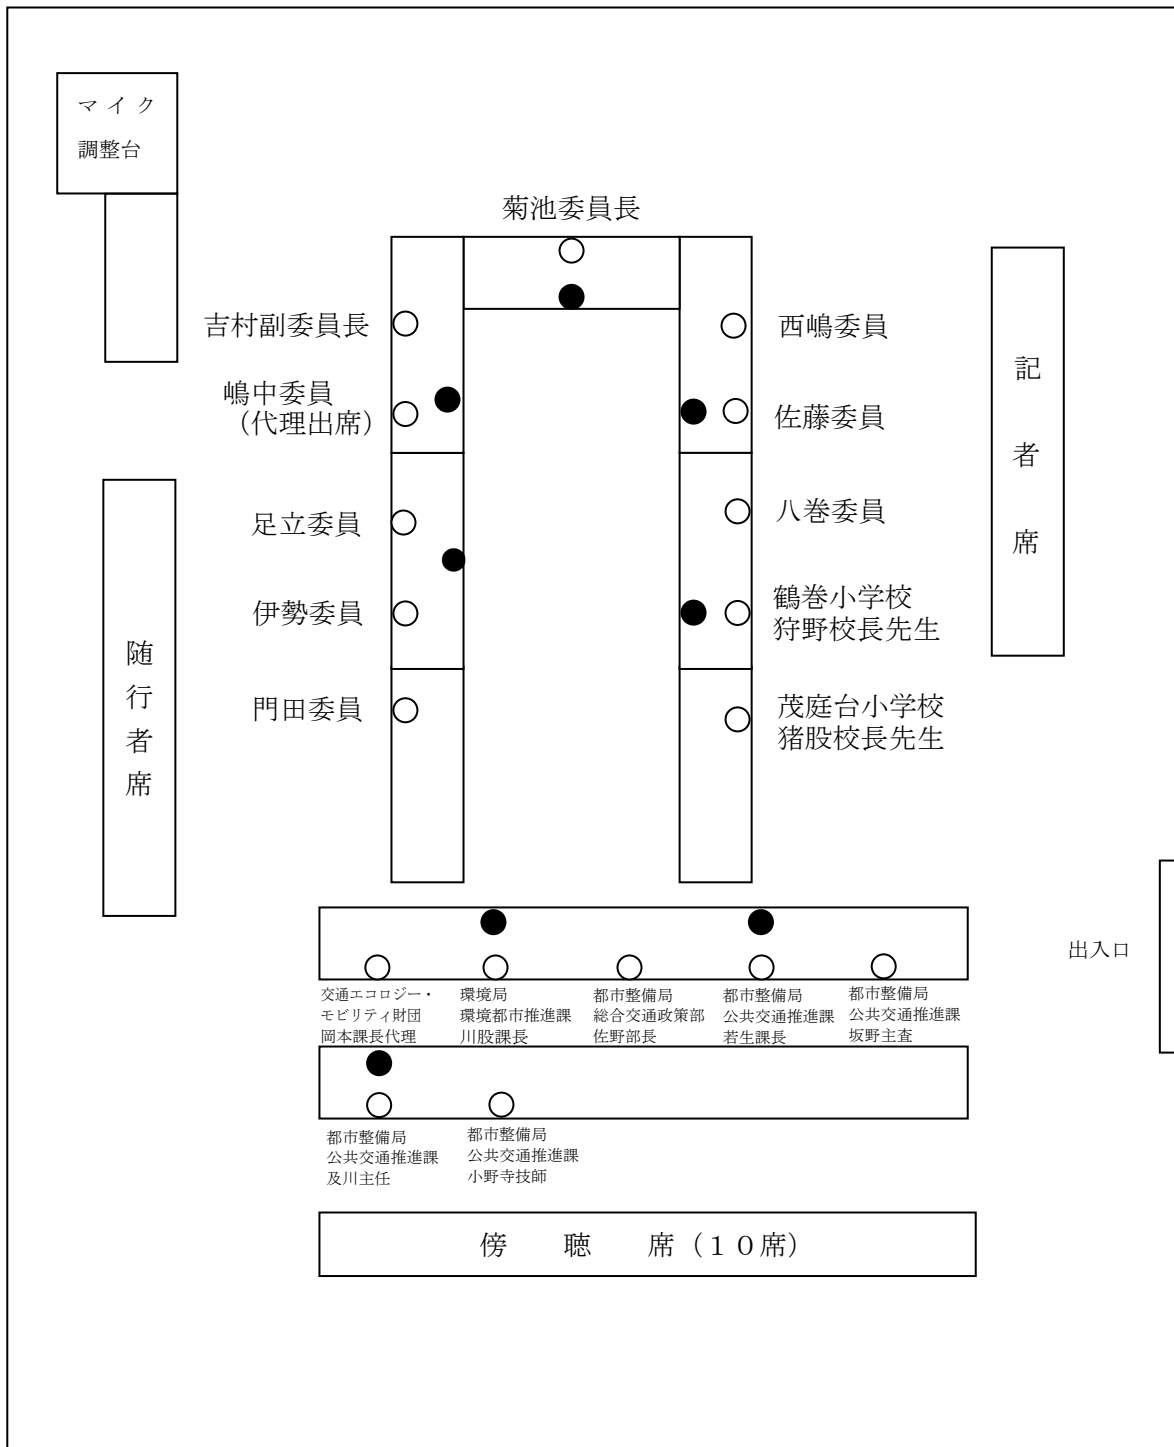 マイク
調整台
菊池委員長
吉村副委員長
西嶋委員
嶋中委員
（代理出席）
佐藤委員
足立委員
八巻委員
伊勢委員
鶴巻小学校
狩野校長先生
門田委員
茂庭台小学校
猪股校長先生
記者席
随行者席
出入口
交通エコロジー・
モビリティ財団
岡本課長代理
環境局
環境都市推進課
川股課長
都市整備局
総合交通政策部
佐野部長
都市整備局
公共交通推進課
若生課長
都市整備局
公共交通推進課
坂野主査
都市整備局
公共交通推進課
及川主任
都市整備局
公共交通推進課
小野寺技師
傍　聴　席（１０席）